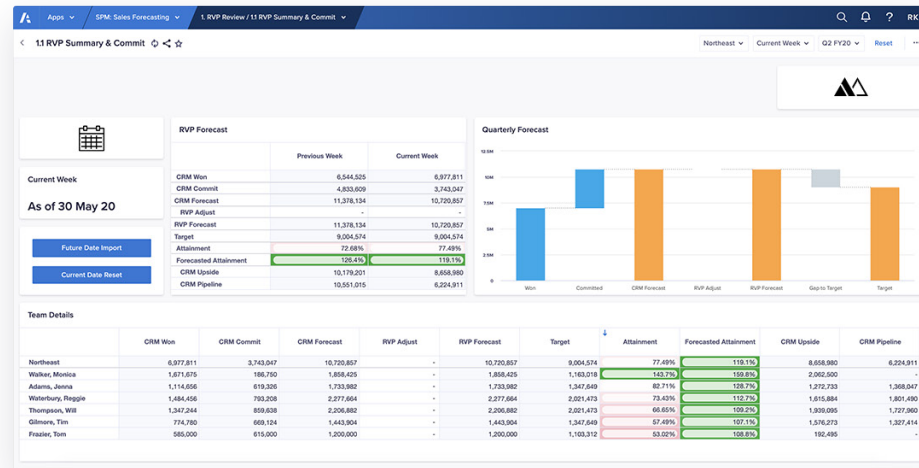 Apps SPM: Sales Forecasting 1. RVP Review / 1.1 RVP Summary & Commit ? RK
1.1 RVP Summary & Commit Northeast Current Week Q2 FY20 Reset ...
Current Week
As of 30 May 20
Future Date Import
Current Date Reset
RVP Forecast
Previous Week Current Week
CRM Won 6,544,525 6,977,811
CRM Commit 4,833,609 3,743,047
CRM Forecast 11,378,134 10,720,857
RVP Adjust - -
RVP Forecast 11,378,134 10,720,857
Target 9,004,574 9,004,574
Attainment 72.68% 77.49%
Forecasted Attainment 126.4% 119.1%
CRM Upside 10,179,201 8,658,980
CRM Pipeline 10,551,015 6,224,911
Quarterly Forecast
12.5M
10M
7.5M
5M
2.5M
0
Won Committed CRM Forecast RVP Adjust RVP Forecast Gap to Target Target
Team Details
CRM Won CRM Commit CRM Forecast RVP Adjust RVP Forecast Target Attainment Forecasted Attainment CRM Upside CRM Pipeline
Northeast 6,977,811 3,743,047 10,720,857 - 10,720,857 9,004,574 77.49% 119.1% 8,658,980 6,224,911
Walker, Monica 1,671,675 186,750 1,858,425 - 1,858,425 1,163,018 143.7% 159.8% 2,062,500 -
Adams, Jenna 1,114,656 619,326 1,733,982 - 1,733,982 1,347,649 82.71% 128.7% 1,272,733 1,368,047
Waterbury, Reggie 1,484,456 793,208 2,277,664 - 2,277,664 2,021,473 73.43% 112.7% 1,615,884 1,801,490
Thompson, Will 1,347,244 859,638 2,206,882 - 2,206,882 2,021,473 66.65% 109.2% 1,939,095 1,727,960
Gilmore, Tim 774,780 669,124 1,443,904 - 1,443,904 1,347,649 57.49% 107.1% 1,576,273 1,327,414
Frazier, Tom 585,000 615,000 1,200,000 - 1,200,000 1,103,312 53.02% 108.8% 192,495 -